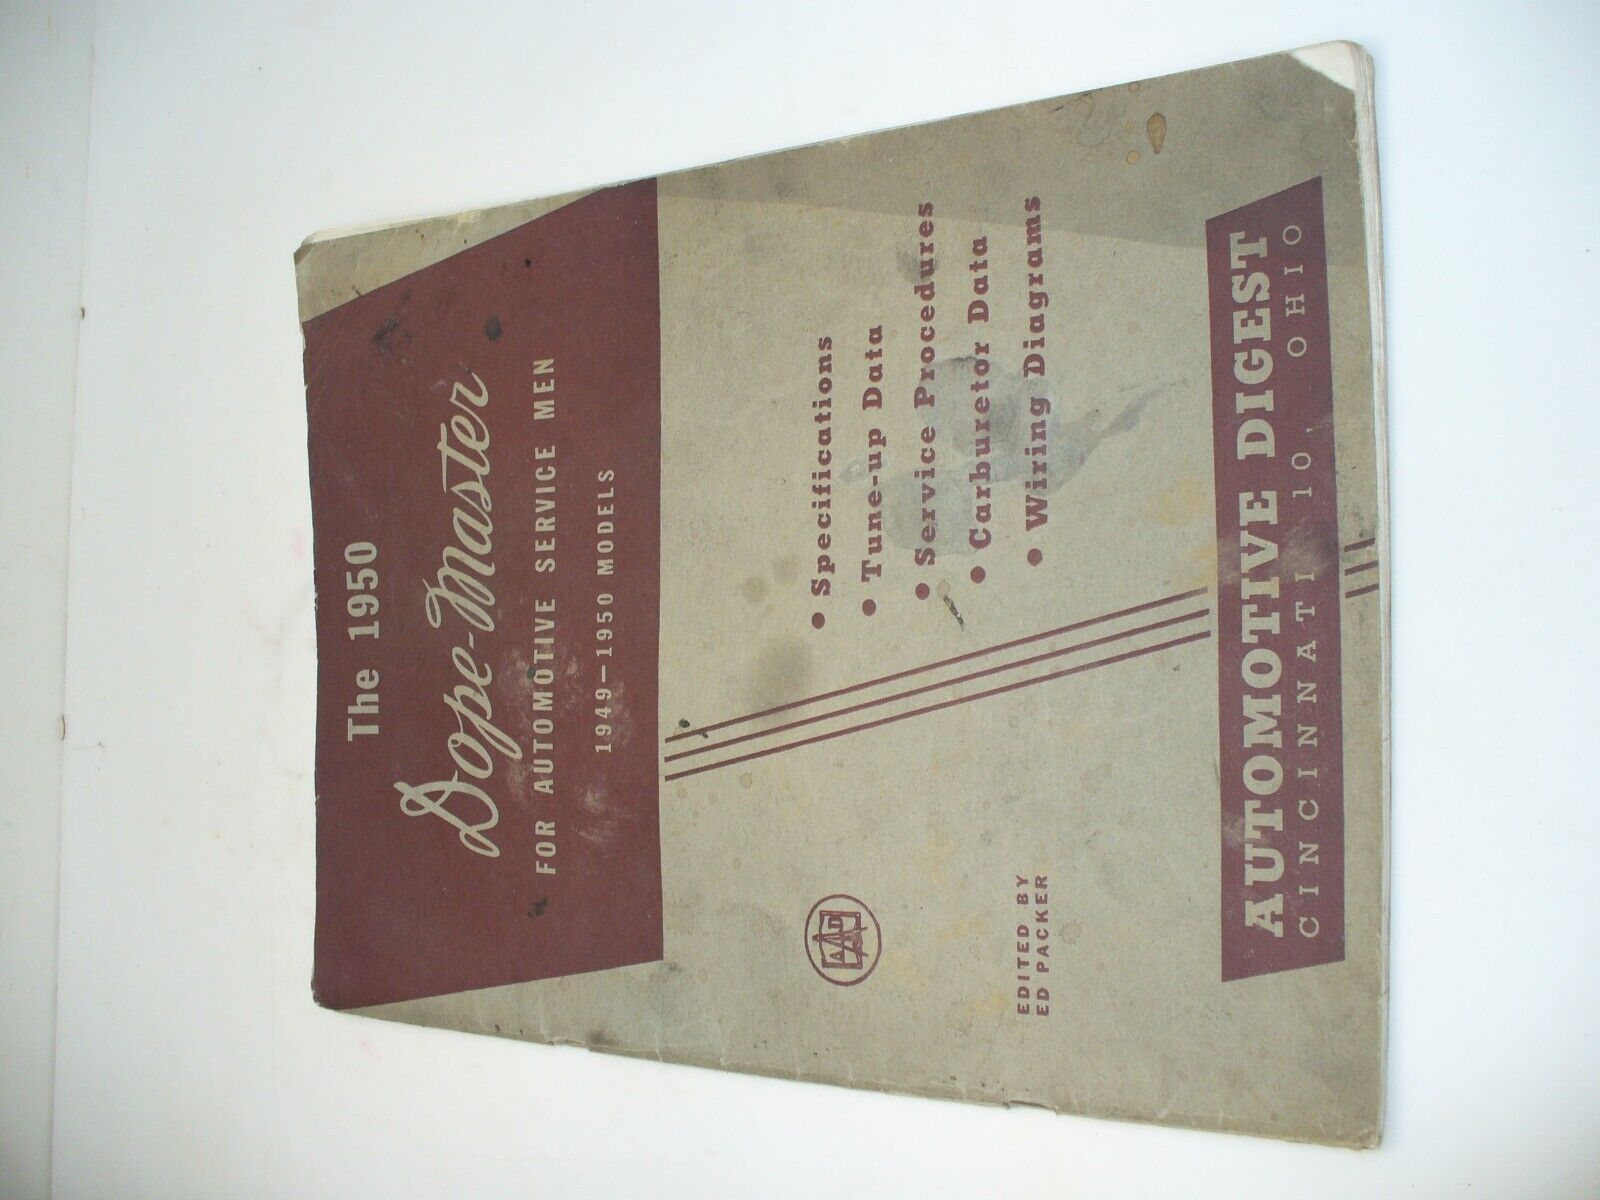 The 1950
Dope-Master
FOR AUTOMOTIVE SERVICE MEN
1949—1950 MODELS
• Specifications
• Tune-up Data
• Service Procedures
• Carburetor Data
• Wiring Diagrams
EDITED BY
ED PACKER
AUTOMOTIVE DIGEST
CINCINNATI 10, OHIO